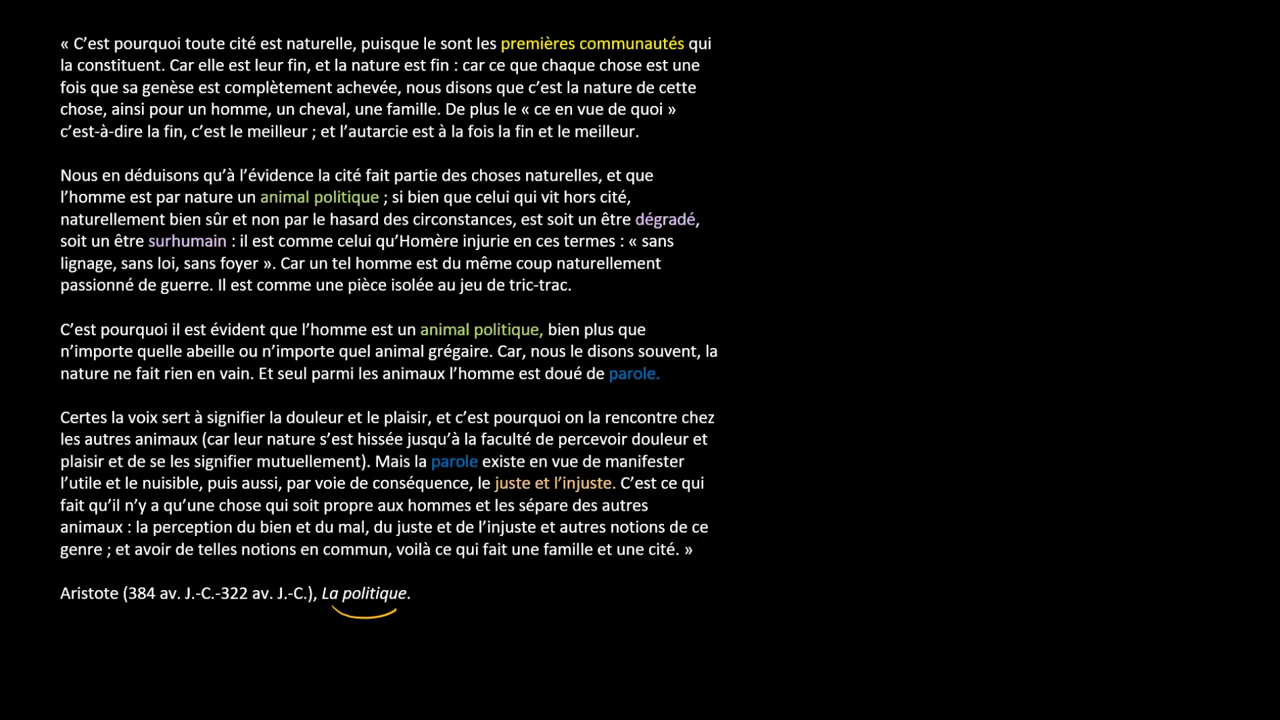 « C’est pourquoi toute cité est naturelle, puisque le sont les premières communautés qui
la constituent. Car elle est leur fin, et la nature est fin : car ce que chaque chose est une
fois que sa genèse est complètement achevée, nous disons que c’est la nature de cette
chose, ainsi pour un homme, un cheval, une famille. De plus le « ce en vue de quoi »
c’est-à-dire la fin, c’est le meilleur ; et l’autarcie est à la fois la fin et le meilleur.
Nous en déduisons qu’à l’évidence la cité fait partie des choses naturelles, et que
l’homme est par nature un animal politique ; si bien que celui qui vit hors cité,
naturellement bien sûr et non par le hasard des circonstances, est soit un être dégradé,
soit un être surhumain : il est comme celui qu’Homère injurie en ces termes : « sans
lignage, sans loi, sans foyer ». Car un tel homme est du même coup naturellement
passionné de guerre. Il est comme une pièce isolée au jeu de tric-trac.
C’est pourquoi il est évident que l’homme est un animal politique, bien plus que
n’importe quelle abeille ou n’importe quel animal grégaire. Car, nous le disons souvent, la
nature ne fait rien en vain. Et seul parmi les animaux l’homme est doué de parole.
Certes la voix sert à signifier la douleur et le plaisir, et c’est pourquoi on la rencontre chez
les autres animaux (car leur nature s’est hissée jusqu’à la faculté de percevoir douleur et
plaisir et de se les signifier mutuellement). Mais la parole existe en vue de manifester
l’utile et le nuisible, puis aussi, par voie de conséquence, le juste et l’injuste. C’est ce qui
fait qu’il n’y a qu’une chose qui soit propre aux hommes et les sépare des autres
animaux : la perception du bien et du mal, du juste et de l’injuste et autres notions de ce
genre ; et avoir de telles notions en commun, voilà ce qui fait une famille et une cité. »
Aristote (384 av. J.-C.-322 av. J.-C.), La politique.